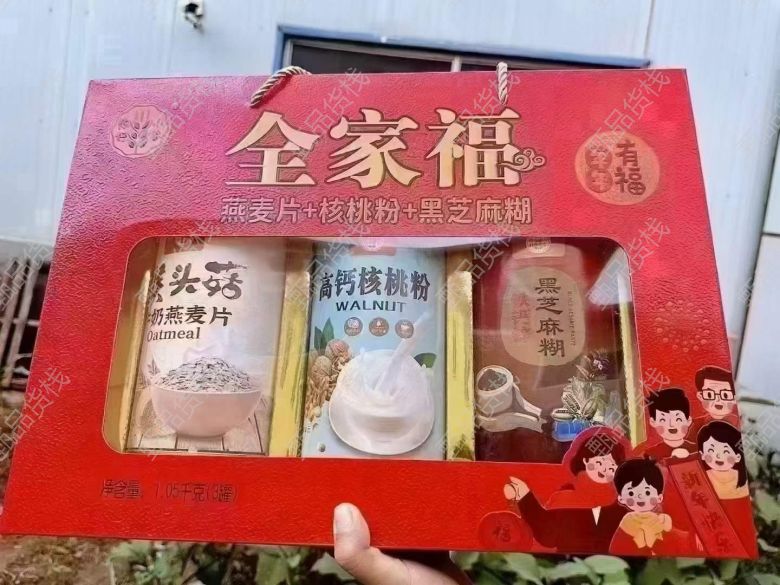 全家福
有福
燕麦片+核桃粉+黑芝麻糊
头菇
奶燕麦片
Oatmeal
高钙核桃粉
WALNUT
黑芝麻糊
净含量：1.05千克(3罐)
福
新年快乐